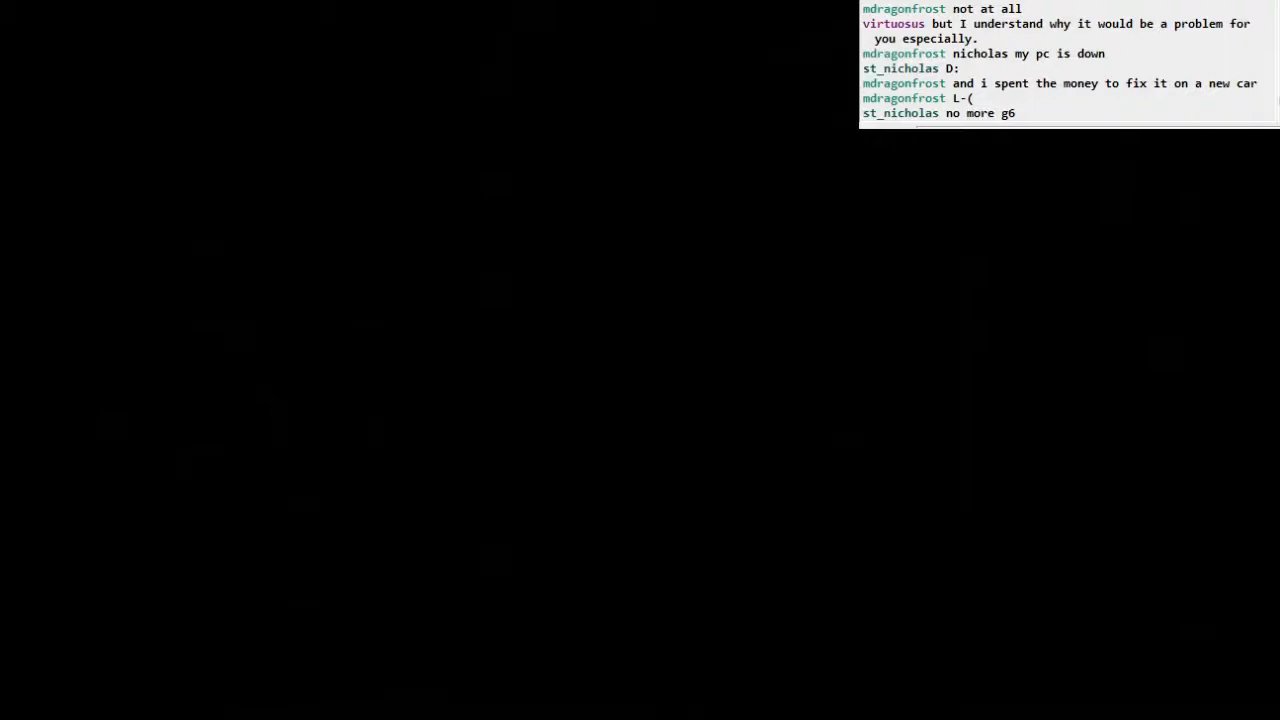 mdragonfrost not at all
virtuosus but I understand why it would be a problem for
you especially.
mdragonfrost nicholas my pc is down
st_nicholas D:
mdragonfrost and i spent the money to fix it on a new car
mdragonfrost L-(
st_nicholas no more g6